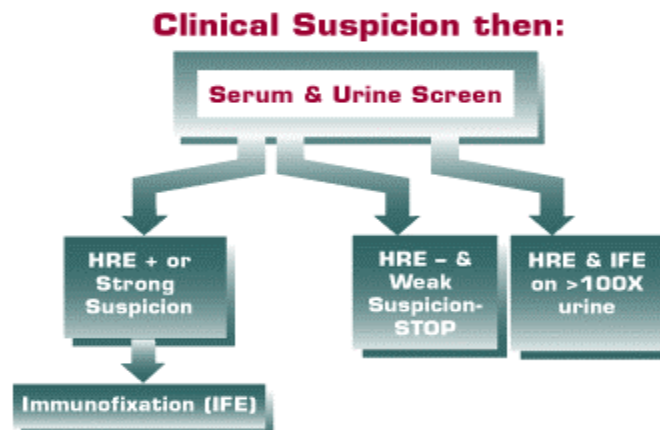 Clinical Suspicion then:
Serum & Urine Screen
HRE + or
Strong
Suspicion
HRE – &
Weak
Suspicion-
STOP
HRE & IFE
on >100X
urine
Immunofixation (IFE)